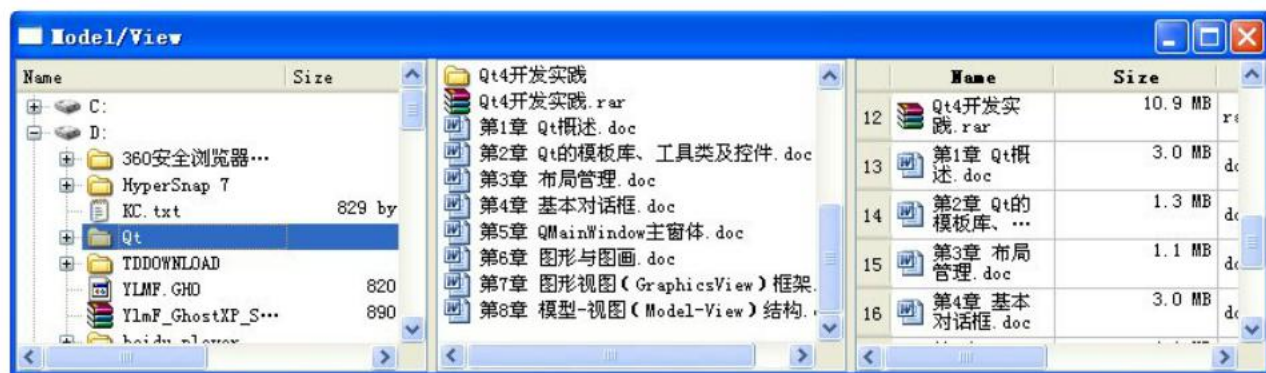 Model/View
Name Size
C:
D:
360安全浏览器…
HyperSnap 7
KC.txt 829 by
Qt
TDDOWNLOAD
YLMF.GHO 820
YlmF_GhostXP_S… 890
Qt4开发实践
Qt4开发实践.rar
第1章 Qt概述.doc
第2章 Qt的模板库、工具类及控件.doc
第3章 布局管理.doc
第4章 基本对话框.doc
第5章 QMainWindow主窗体.doc
第6章 图形与图画.doc
第7章 图形视图(GraphicsView)框架.
第8章 模型-视图(Model-View)结构.
Name Size
12 Qt4开发实 10.9 MB
践.rar
13 第1章 Qt概 3.0 MB
述.doc
14 第2章 Qt的 1.3 MB
模板库、…
15 第3章 布局 1.1 MB
管理.doc
16 第4章 基本 3.0 MB
对话框.doc